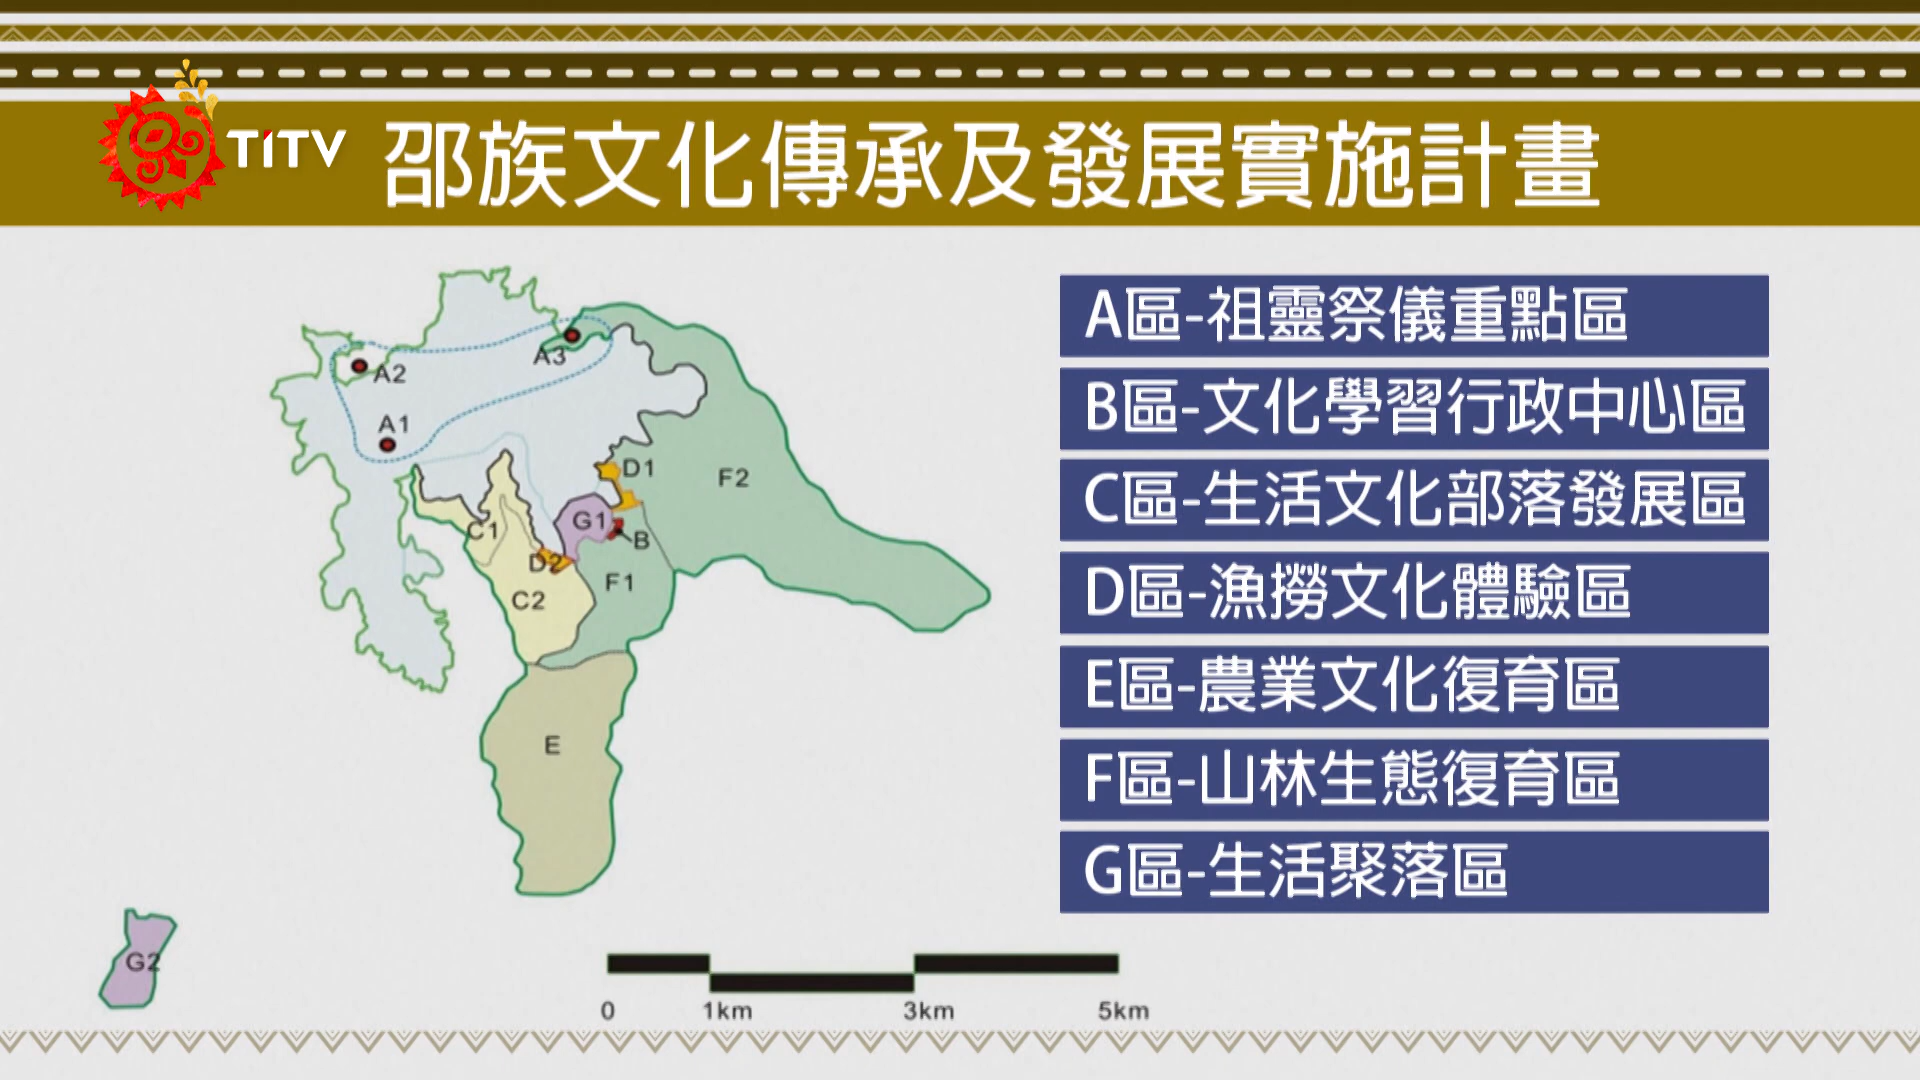 TiTV
邵族文化傳承及發展實施計畫
A區-祖靈祭儀重點區
B區-文化學習行政中心區
C區-生活文化部落發展區
D區-漁撈文化體驗區
E區-農業文化復育區
F區-山林生態復育區
G區-生活聚落區
A3
A2
A1
D1
F2
G1
C1
B
D2
F1
C2
E
G2
0 1km 3km 5km